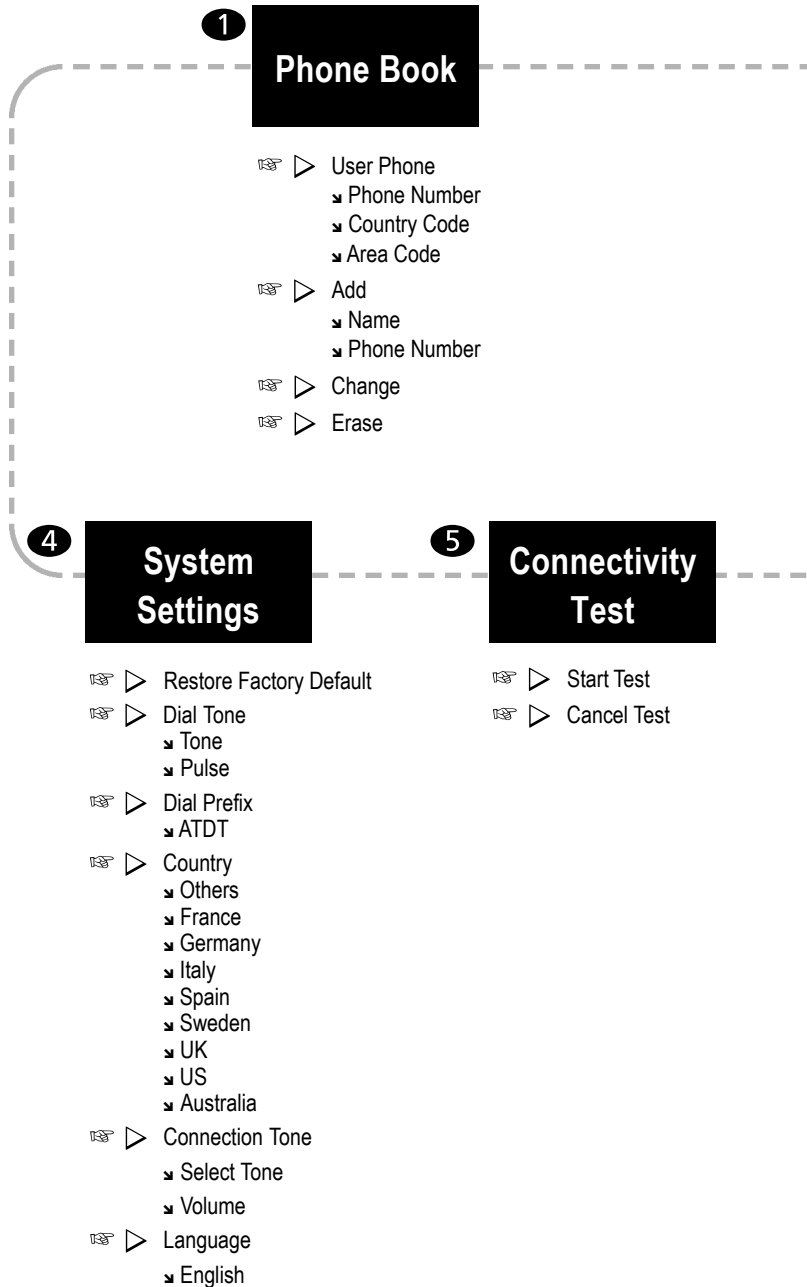 1
Phone Book
User Phone
Phone Number
Country Code
Area Code
Add
Name
Phone Number
Change
Erase
4
System
Settings
Restore Factory Default
Dial Tone
Tone
Pulse
Dial Prefix
ATDT
Country
Others
France
Germany
Italy
Spain
Sweden
UK
US
Australia
Connection Tone
Select Tone
Volume
Language
English
5
Connectivity
Test
Start Test
Cancel Test